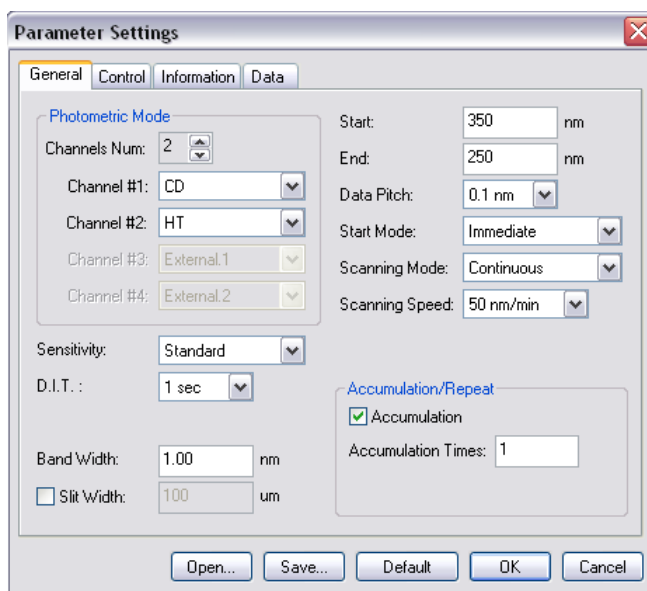 Parameter Settings
General Control Information Data
Photometric Mode
Channels Num: 2
Channel #1: CD
Channel #2: HT
Channel #3: External.1
Channel #4: External.2
Sensitivity: Standard
D.I.T. : 1 sec
Band Width: 1.00 nm
Slit Width: 100 um
Start: 350 nm
End: 250 nm
Data Pitch: 0.1 nm
Start Mode: Immediate
Scanning Mode: Continuous
Scanning Speed: 50 nm/min
Accumulation/Repeat
Accumulation
Accumulation Times: 1
Open... Save... Default OK Cancel